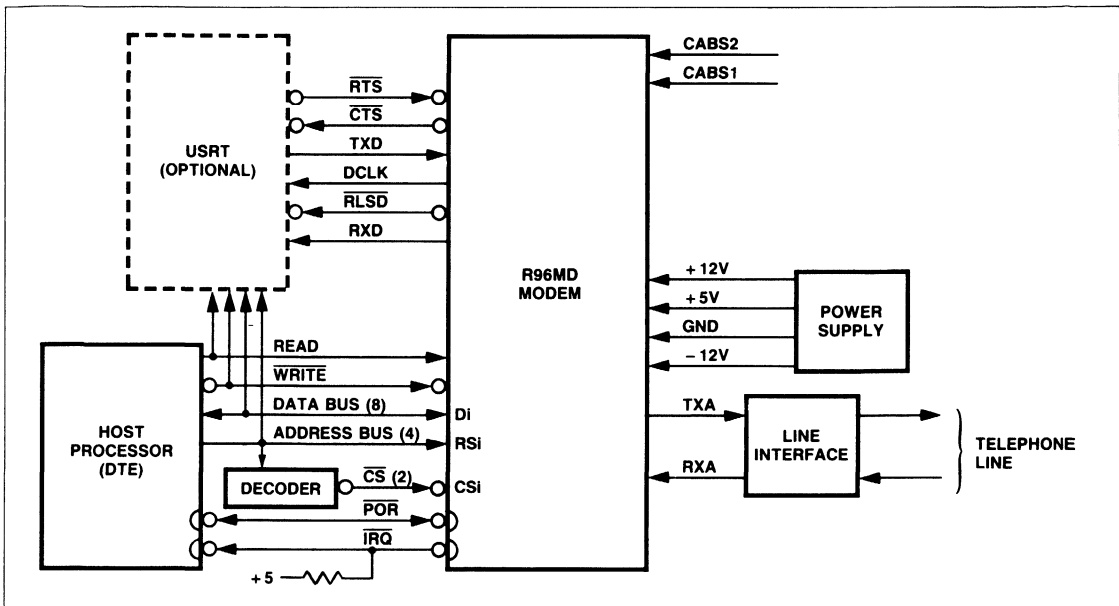 CABS2
CABS1
USRT
(OPTIONAL)
RTS
CTS
TXD
DCLK
RLSD
RXD
R96MD
MODEM
+12V
+5V
GND
−12V
POWER
SUPPLY
HOST
PROCESSOR
(DTE)
READ
WRITE
DATA BUS (8)
Di
ADDRESS BUS (4)
RSi
DECODER
CS (2)
CSi
POR
IRQ
+5
TXA
RXA
LINE
INTERFACE
TELEPHONE
LINE